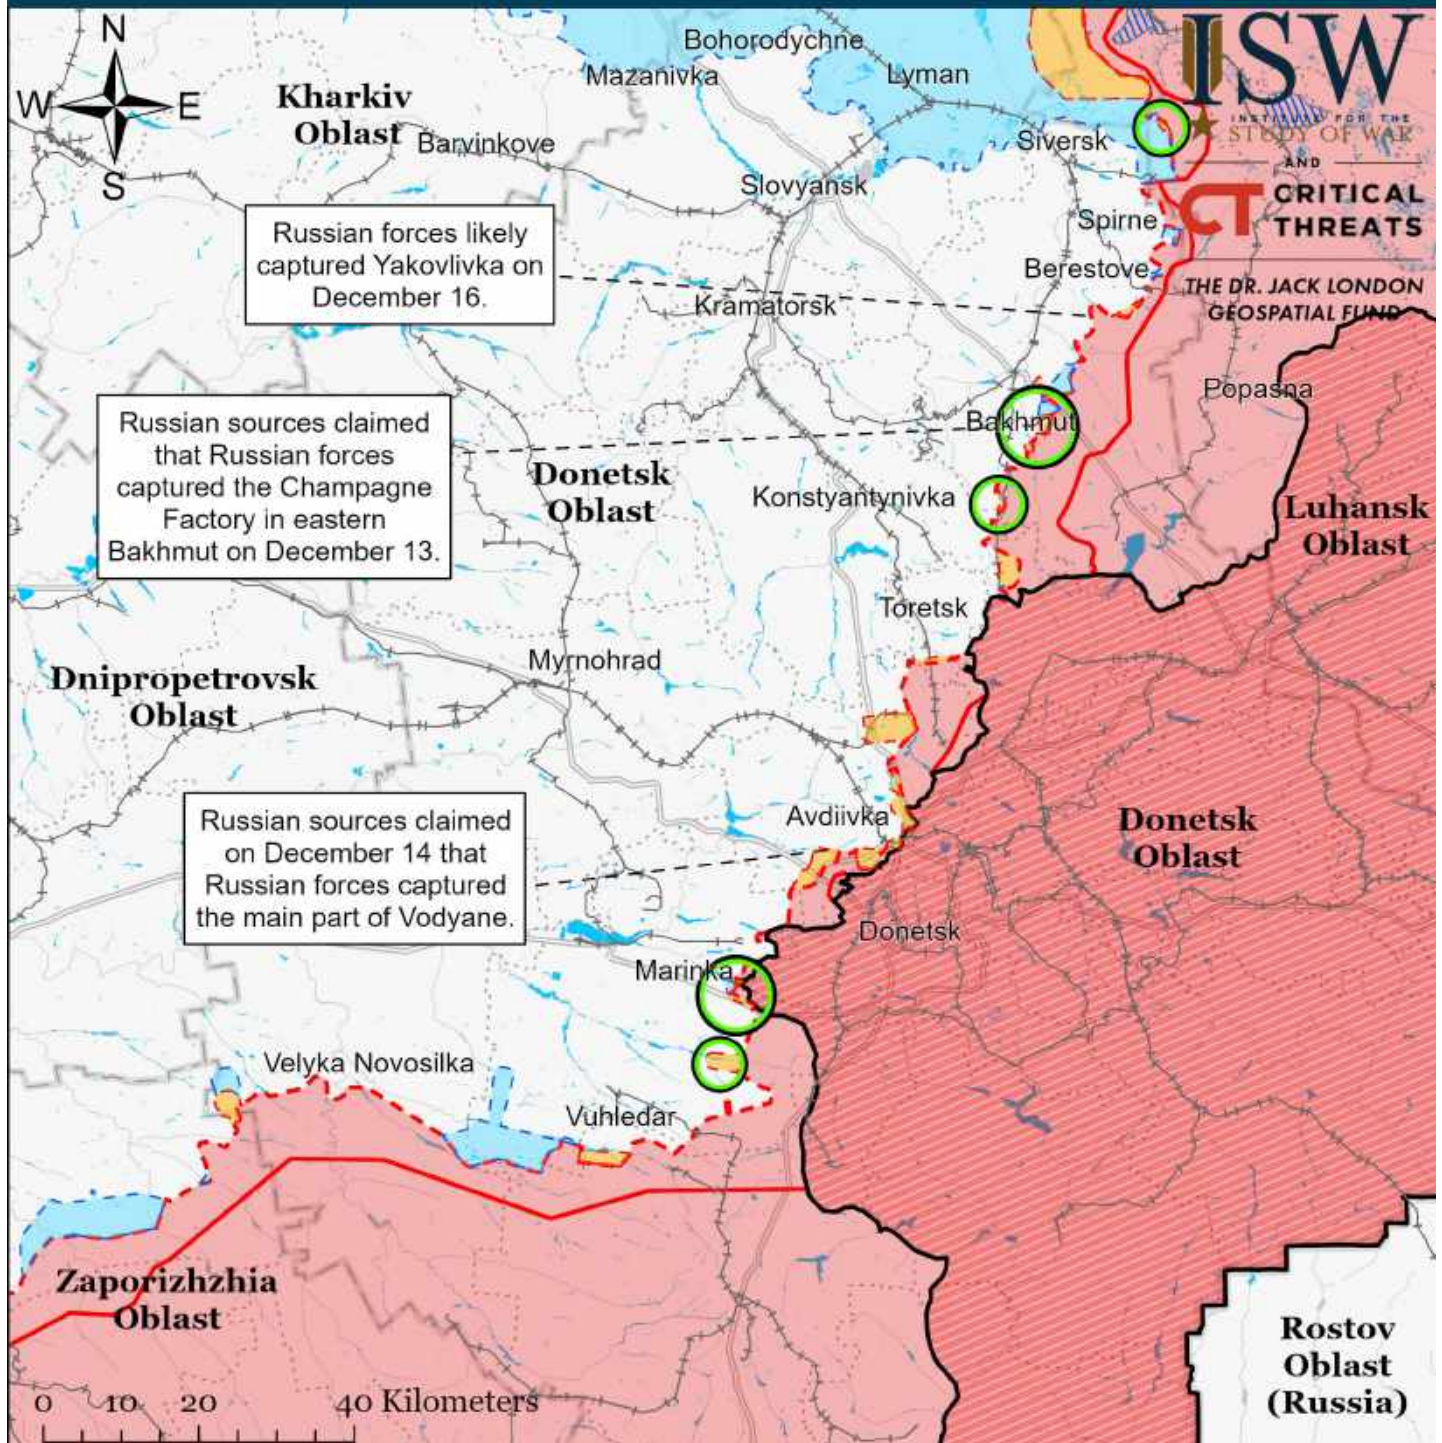 N
W
E
S
ISW
INSTITUTE FOR THE
STUDY OF WAR
AND
CT CRITICAL
THREATS
THE DR. JACK LONDON
GEOSPATIAL FUND
Kharkiv
Oblast
Bohorodychne
Mazanivka
Lyman
Barvinkove
Siversk
Slovyansk
Spirne
Russian forces likely
captured Yakovlivka on
December 16.
Berestove
Kramatorsk
Popasna
Russian sources claimed
that Russian forces
captured the Champagne
Factory in eastern
Bakhmut on December 13.
Bakhmut
Donetsk
Oblast
Konstyantynivka
Luhansk
Oblast
Toretsk
Myrnohrad
Dnipropetrovsk
Oblast
Russian sources claimed
on December 14 that
Russian forces captured
the main part of Vodyane.
Avdiivka
Donetsk
Oblast
Donetsk
Marinka
Velyka Novosilka
Vuhledar
Zaporizhzhia
Oblast
Rostov
Oblast
(Russia)
0 10 20 40 Kilometers